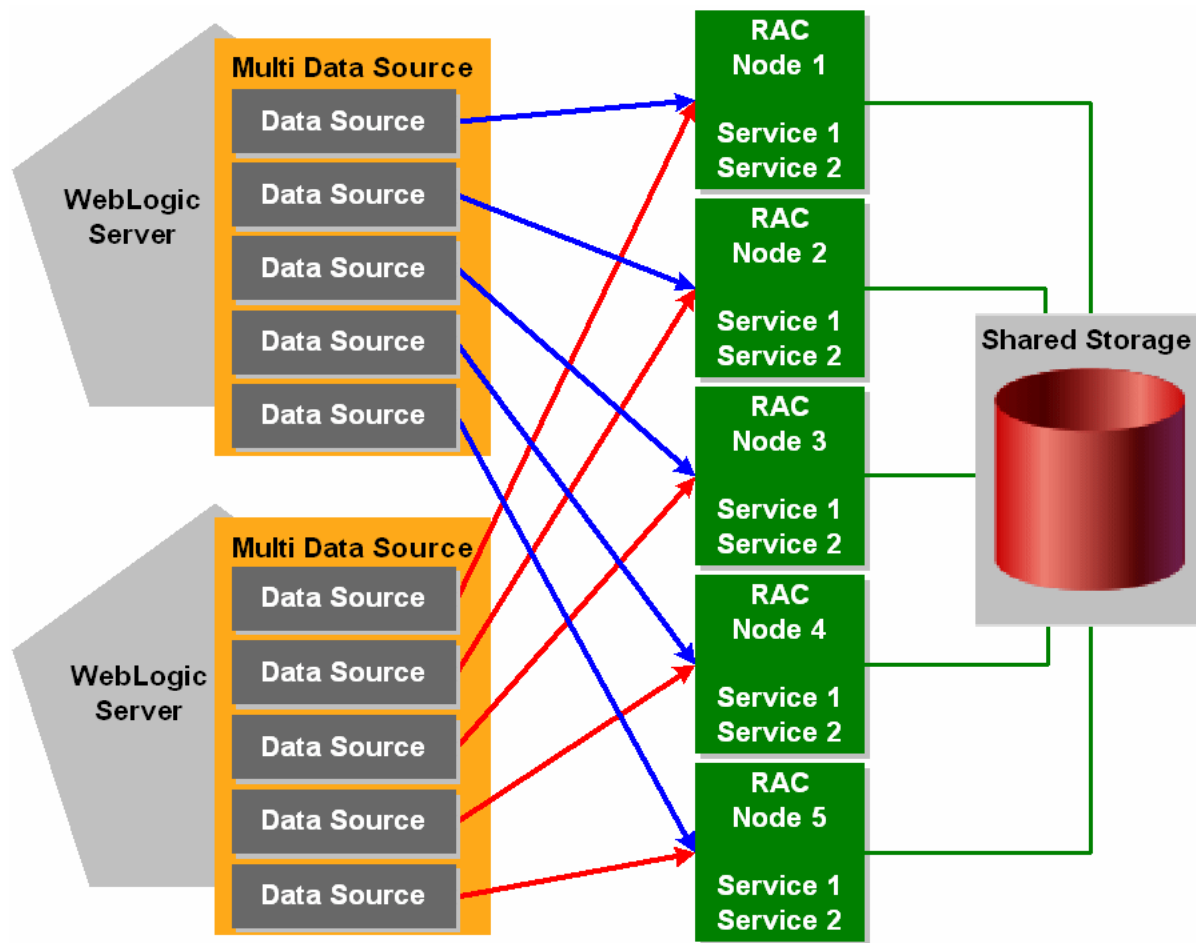 WebLogic
Server
Multi Data Source
Data Source
Data Source
Data Source
Data Source
Data Source
WebLogic
Server
Multi Data Source
Data Source
Data Source
Data Source
Data Source
Data Source
RAC
Node 1
Service 1
Service 2
RAC
Node 2
Service 1
Service 2
RAC
Node 3
Service 1
Service 2
RAC
Node 4
Service 1
Service 2
RAC
Node 5
Service 1
Service 2
Shared Storage